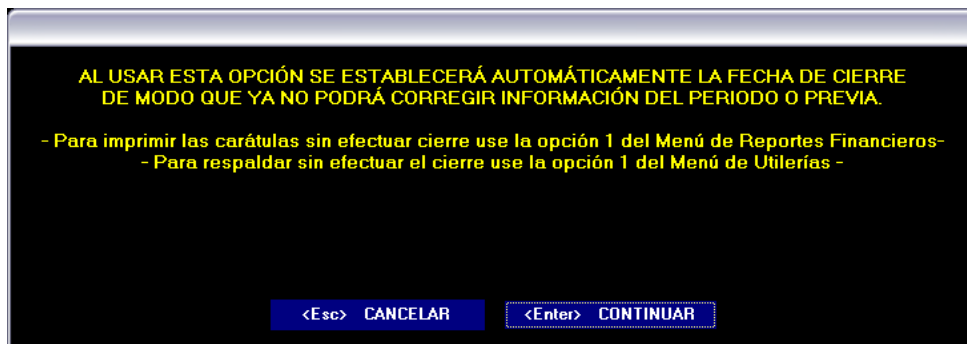 AL USAR ESTA OPCIÓN SE ESTABLECERÁ AUTOMÁTICAMENTE LA FECHA DE CIERRE
DE MODO QUE YA NO PODRÁ CORREGIR INFORMACIÓN DEL PERIODO O PREVIA.
- Para imprimir las carátulas sin efectuar cierre use la opción 1 del Menú de Reportes Financieros-
- Para respaldar sin efectuar el cierre use la opción 1 del Menú de Utilerías -
<Esc> CANCELAR <Enter> CONTINUAR